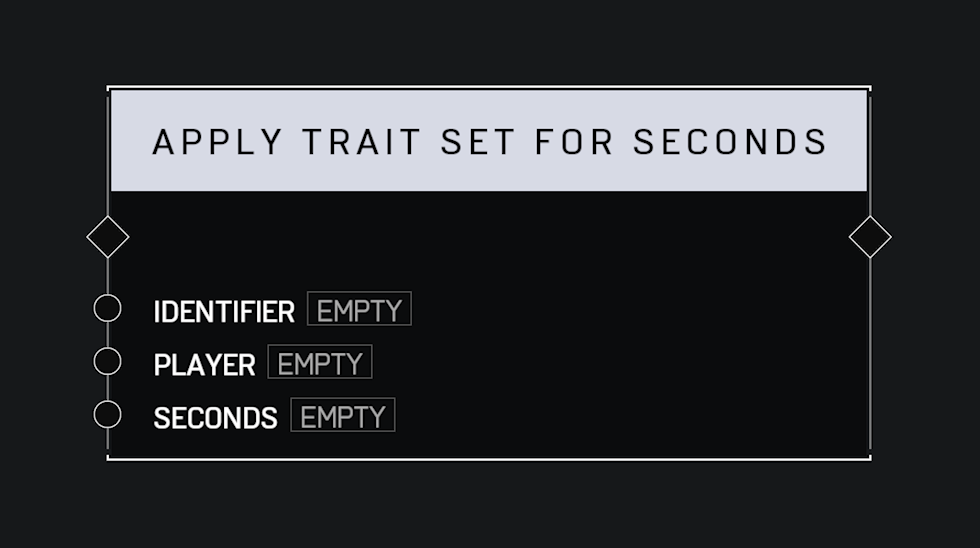 APPLY TRAIT SET FOR SECONDS
IDENTIFIER EMPTY
PLAYER EMPTY
SECONDS EMPTY